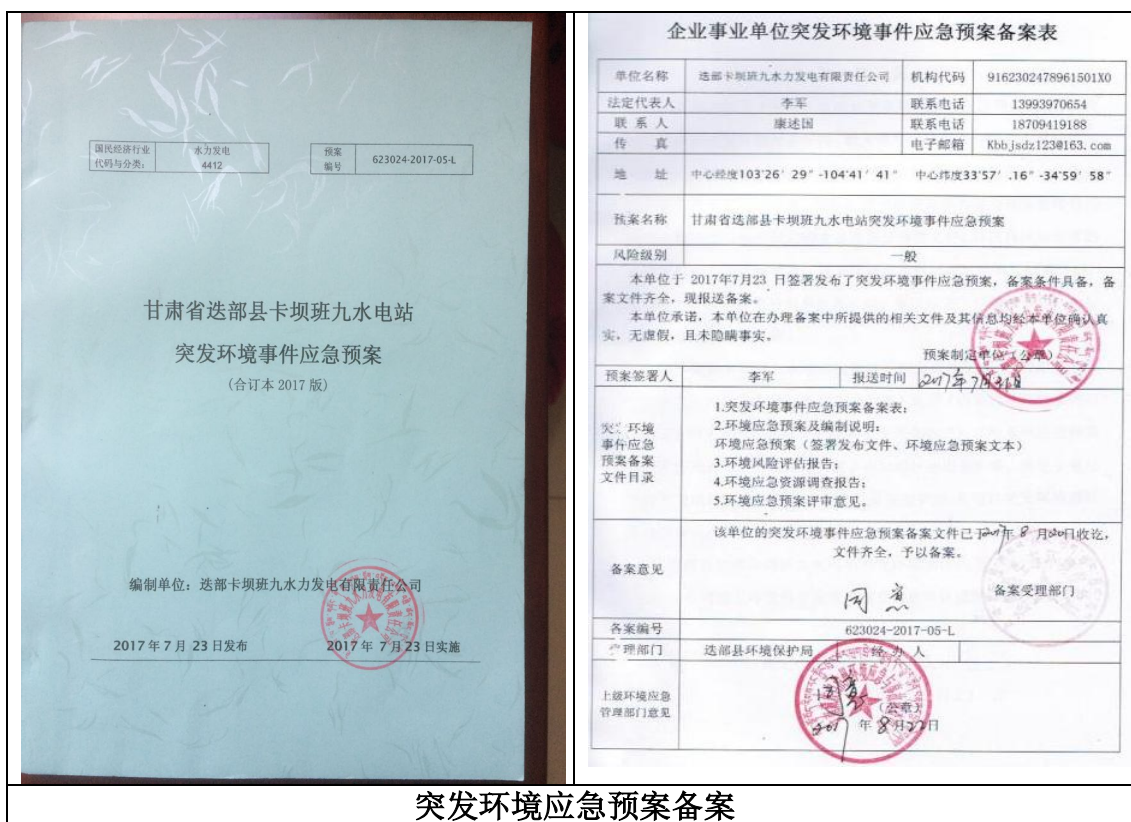 国民经济行业
代码与分类：
水力发电
4412
预案
编号
623024-2017-05-L
甘肃省迭部县卡坝班九水电站
突发环境事件应急预案
(合订本 2017 版)
编制单位：迭部卡坝班九水力发电有限责任公司
2017 年 7 月 23 日发布
2017 年 7 月 23 日实施
企业事业单位突发环境事件应急预案备案表
单位名称 迭部卡坝班九水力发电有限责任公司 机构代码 9162302478961501X0
法定代表人 李军 联系电话 13993970654
联系人 康述国 联系电话 18709419188
传真 电子邮箱 Kbbjsdz123@163.com
地址 中心经度103°26′29″-104°41′41″ 中心纬度33°57′.16″-34°59′58″
预案名称 甘肃省迭部县卡坝班九水电站突发环境事件应急预案
风险级别 一般
本单位于 2017年7月23 日签署发布了突发环境事件应急预案，备案条件具备，备
案文件齐全，现报送备案。
本单位承诺，本单位在办理备案中所提供的相关文件及其信息均经本单位确认真
实，无虚假，且未隐瞒事实。
预案制定单位（公章）
预案签署人 李军 报送时间 2017年7月
突 环境
事件应急
预案备案
文件目录
1.突发环境事件应急预案备案表；
2.环境应急预案及编制说明：
环境应急预案（签署发布文件、环境应急预案文本）
3.环境风险评估报告；
4.环境应急资源调查报告；
5.环境应急预案评审意见。
备案意见
该单位的突发环境事件应急预案备案文件已于2017年 8 月20日收讫，
文件齐全，予以备案。
同意
备案受理部门
备案编号 623024-2017-05-L
受理部门 迭部县环境保护局 经办人
上级环境应急
管理部门意见
同意
（公章）
2017 年 8 月22日
突发环境应急预案备案